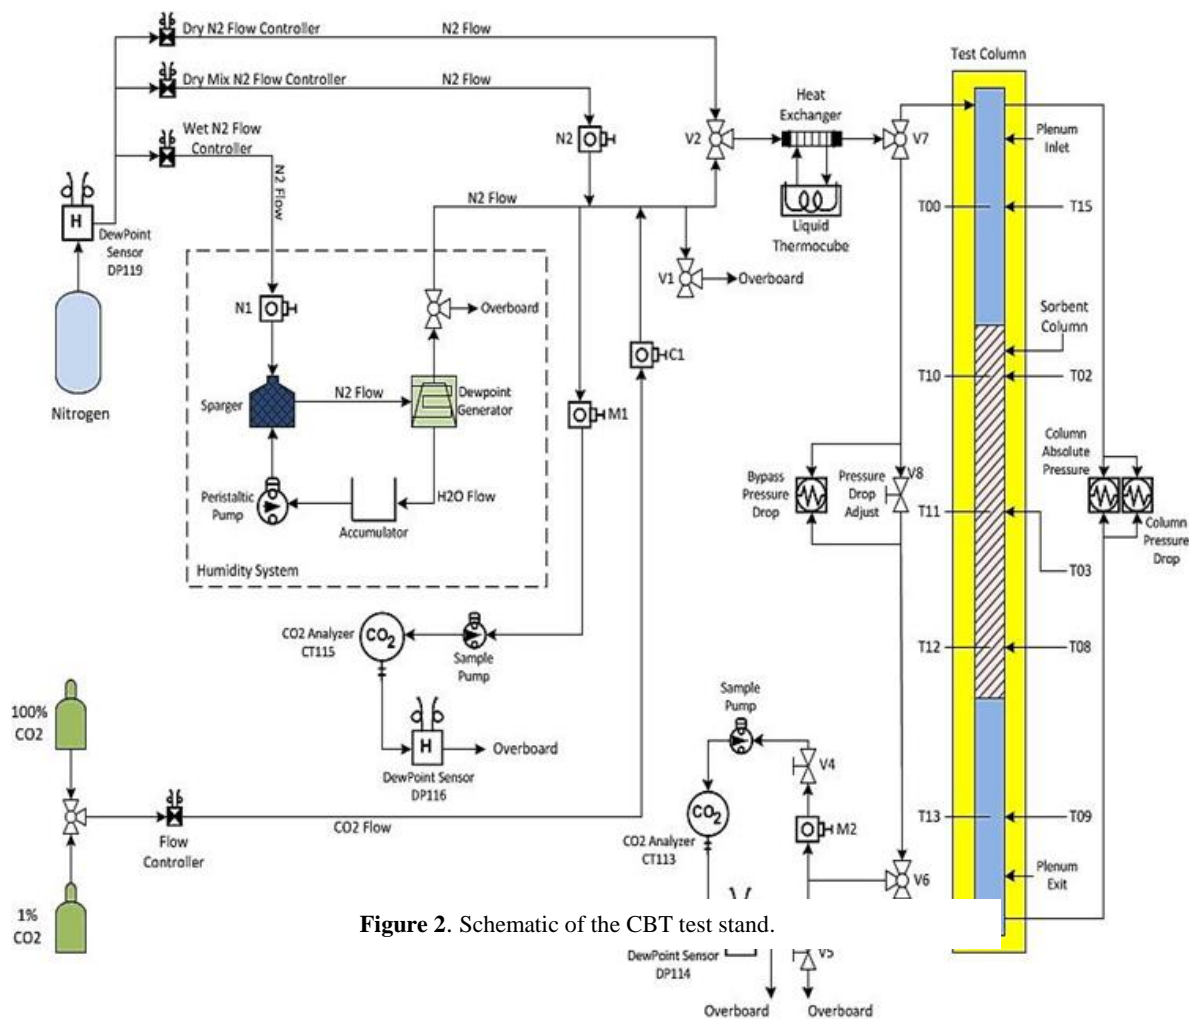 Dry N2 Flow Controller
N2 Flow
Dry Mix N2 Flow Controller
N2 Flow
Wet N2 Flow
Controller
N2 Flow
H
DewPoint
Sensor
DP119
Nitrogen
N1
Sparger
N2 Flow
Dewpoint
Generator
Overboard
Peristaltic
Pump
Accumulator
H2O Flow
Humidity System
N2 Flow
N2
V2
Heat
Exchanger
Liquid
Thermocube
V7
V1
Overboard
C1
M1
Test Column
Plenum
Inlet
T00
T15
Sorbent
Column
T10
T02
Column
Absolute
Pressure
Bypass
Pressure
Drop
Pressure
Drop
Adjust
V8
T11
Column
Pressure
Drop
T03
T12
T08
CO2 Analyzer
CT115
CO2
Sample
Pump
H
Overboard
DewPoint Sensor
DP116
100%
CO2
1%
CO2
Flow
Controller
CO2 Flow
Sample
Pump
V4
CO2
CO2 Analyzer
CT113
M2
T13
T09
V6
Plenum
Exit
Figure 2. Schematic of the CBT test stand.
DewPoint Sensor
DP114
V5
Overboard
Overboard